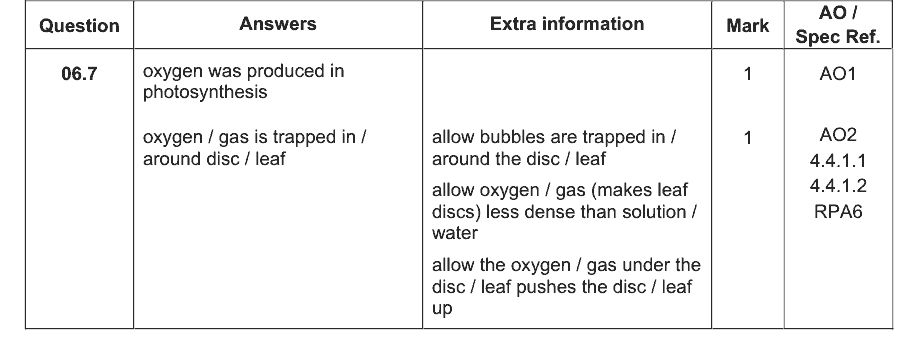 Question Answers Extra information Mark AO /
Spec Ref.
06.7 oxygen was produced in 1 AO1
photosynthesis
oxygen / gas is trapped in / allow bubbles are trapped in / 1 AO2
around disc / leaf around the disc / leaf 4.4.1.1
allow oxygen / gas (makes leaf 4.4.1.2
discs) less dense than solution / RPA6
water
allow the oxygen / gas under the
disc / leaf pushes the disc / leaf
up